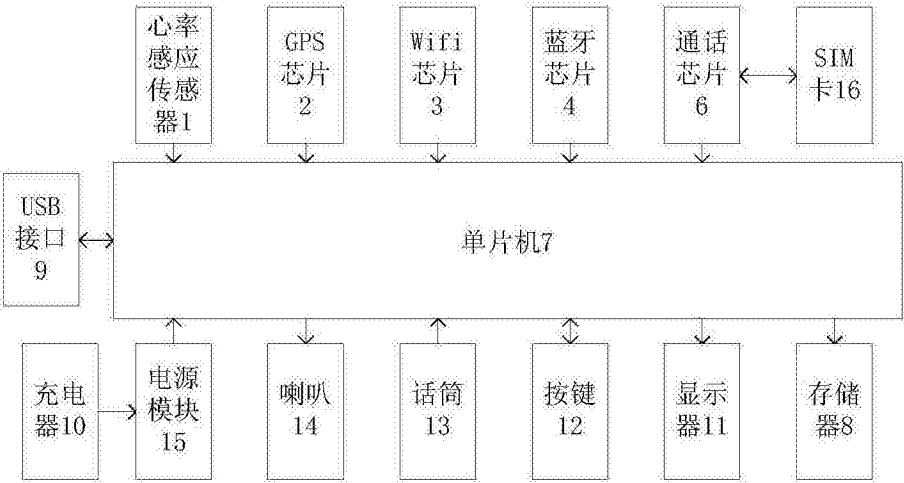 心率
感应
传感
器1
GPS
芯片
2
Wifi
芯片
3
蓝牙
芯片
4
通话
芯片
6
SIM
卡16
USB
接口
9
单片机7
充电
器10
电源
模块
15
喇叭
14
话筒
13
按键
12
显示
器11
存储
器8